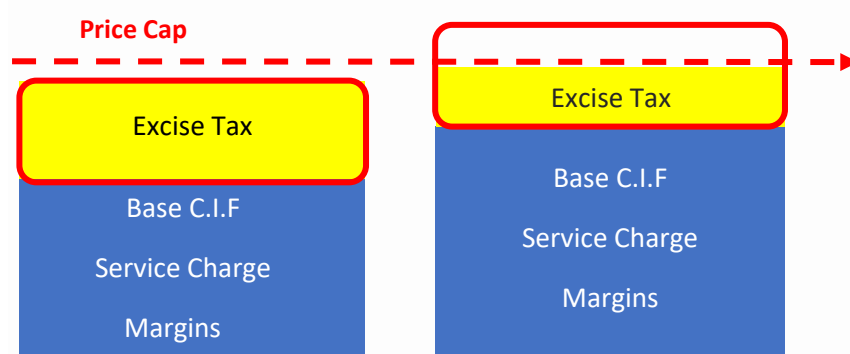 Price Cap
Excise Tax
Base C.I.F
Service Charge
Margins
Excise Tax
Base C.I.F
Service Charge
Margins